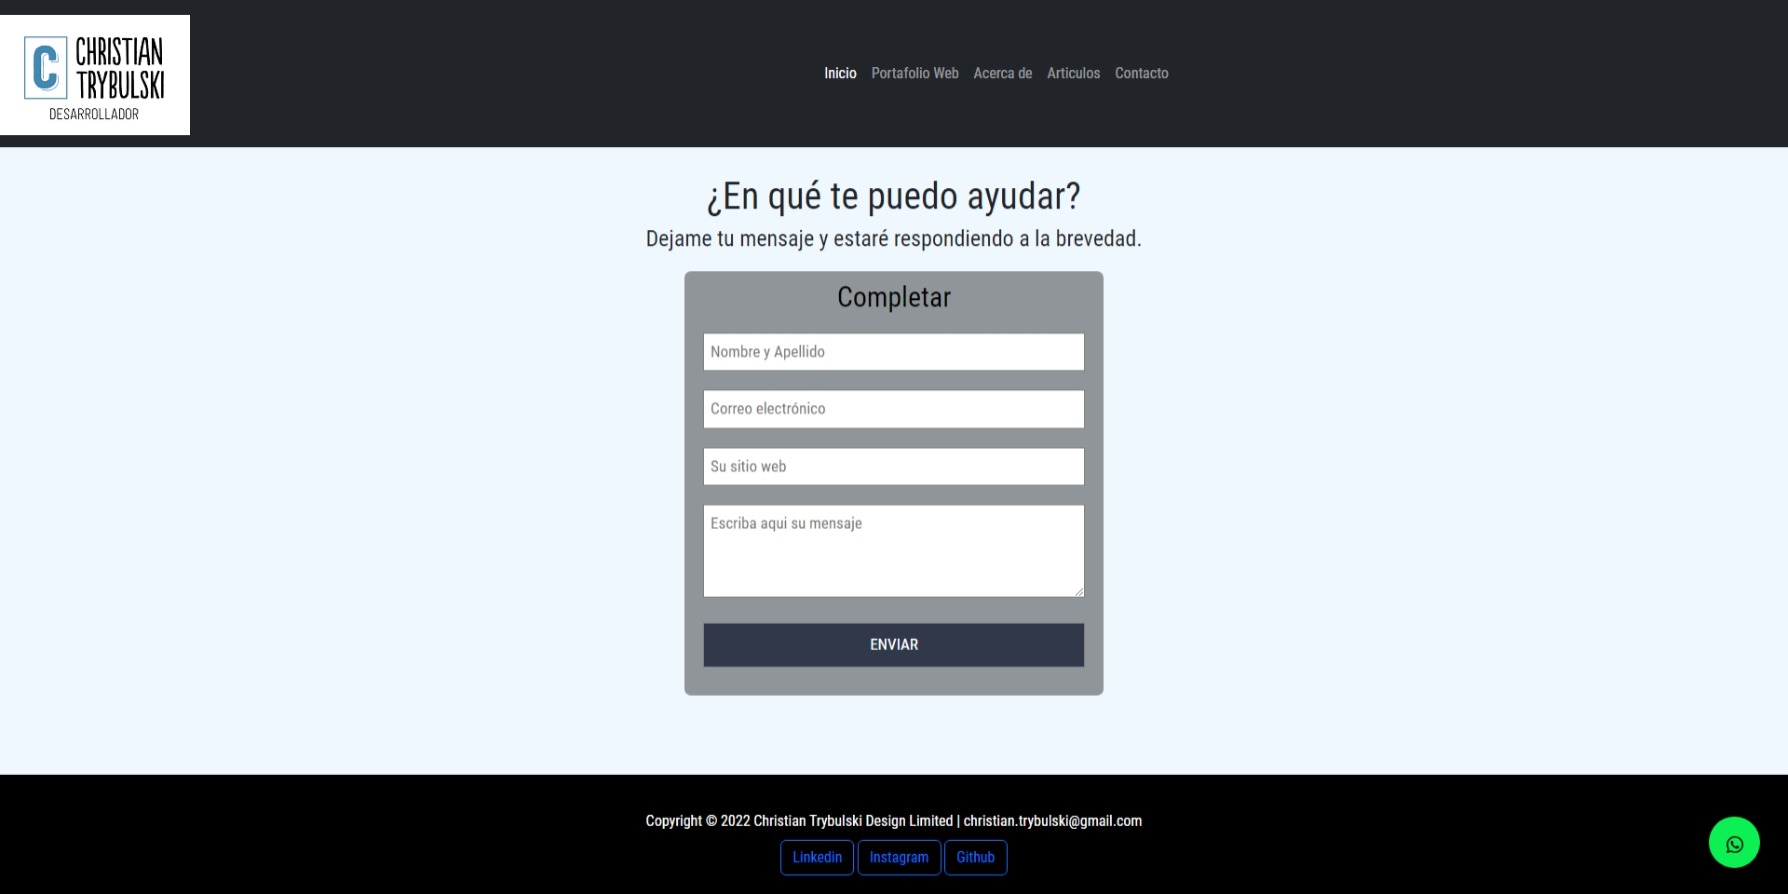 C CHRISTIAN
TRYBULSKI
DESARROLLADOR
Inicio Portafolio Web Acerca de Articulos Contacto
¿En qué te puedo ayudar?
Dejame tu mensaje y estaré respondiendo a la brevedad.
Completar
Nombre y Apellido
Correo electrónico
Su sitio web
Escriba aqui su mensaje
ENVIAR
Copyright © 2022 Christian Trybulski Design Limited | christian.trybulski@gmail.com
Linkedin Instagram Github